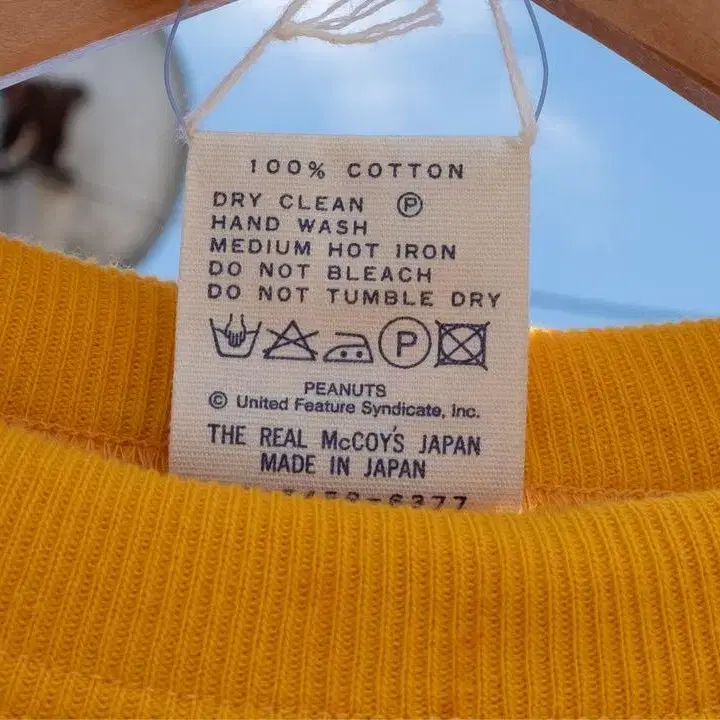 100% COTTON
DRY CLEAN Ⓟ
HAND WASH
MEDIUM HOT IRON
DO NOT BLEACH
DO NOT TUMBLE DRY
P
PEANUTS
© United Feature Syndicate, Inc.
THE REAL McCOY'S JAPAN
MADE IN JAPAN
-6377